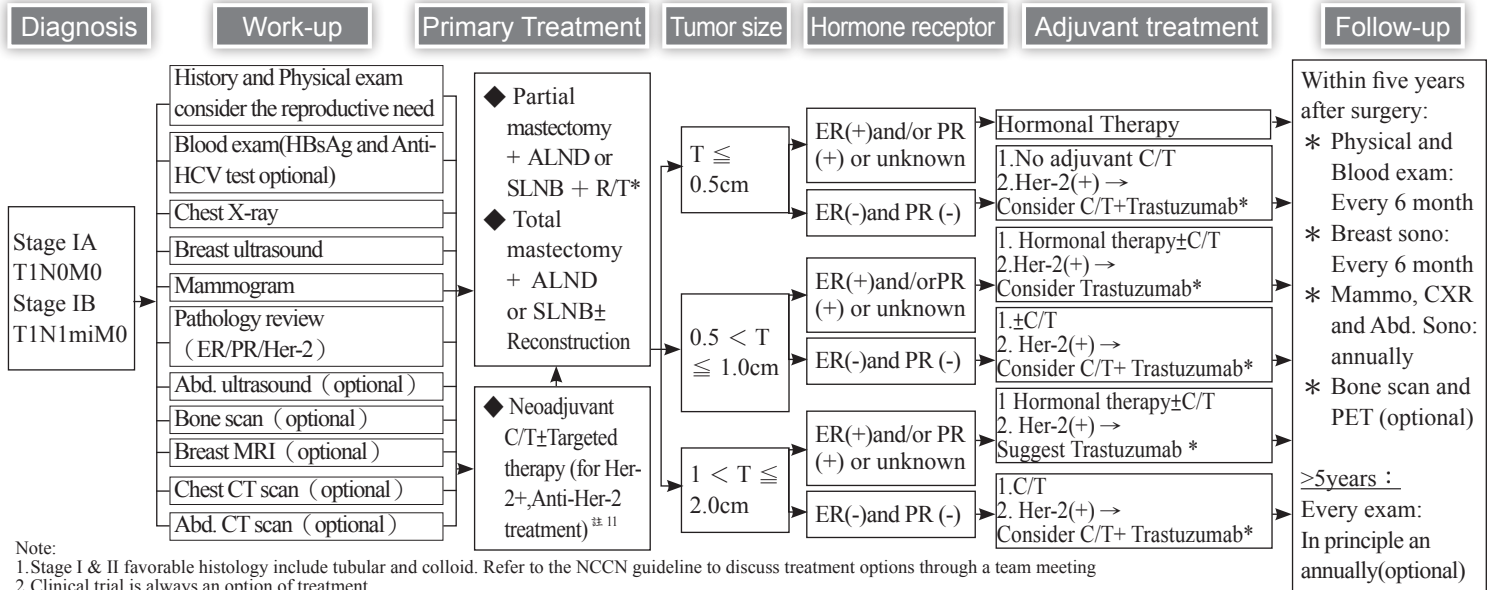 Diagnosis
Work-up
Primary Treatment
Tumor size
Hormone receptor
Adjuvant treatment
Follow-up
Stage IA
T1N0M0
Stage IB
T1N1miM0
History and Physical exam
consider the reproductive need
Blood exam(HBsAg and Anti-
HCV test optional)
Chest X-ray
Breast ultrasound
Mammogram
Pathology review
（ER/PR/Her-2）
Abd. ultrasound（optional）
Bone scan（optional）
Breast MRI（optional）
Chest CT scan（optional）
Abd. CT scan（optional）
◆ Partial
mastectomy
+ ALND or
SLNB + R/T*
◆ Total
mastectomy
+ ALND
or SLNB±
Reconstruction
◆ Neoadjuvant
C/T±Targeted
therapy (for Her-
2+,Anti-Her-2
treatment) 註 11
T ≦
0.5cm
0.5 < T
≦ 1.0cm
1 < T ≦
2.0cm
ER(+)and/or PR
(+) or unknown
ER(-)and PR (-)
ER(+)and/orPR
(+) or unknown
ER(-)and PR (-)
ER(+)and/or PR
(+) or unknown
ER(-)and PR (-)
Hormonal Therapy
1.No adjuvant C/T
2.Her-2(+) →
Consider C/T+Trastuzumab*
1. Hormonal therapy±C/T
2.Her-2(+) →
Consider Trastuzumab*
1.±C/T
2. Her-2(+) →
Consider C/T+ Trastuzumab*
1 Hormonal therapy±C/T
2. Her-2(+) →
Suggest Trastuzumab *
1.C/T
2. Her-2(+) →
Consider C/T+ Trastuzumab*
Within five years
after surgery:
* Physical and
Blood exam:
Every 6 month
* Breast sono:
Every 6 month
* Mammo, CXR
and Abd. Sono:
annually
* Bone scan and
PET (optional)
>5years：
Every exam:
In principle an
annually(optional)
Note:
1.Stage I & II favorable histology include tubular and colloid. Refer to the NCCN guideline to discuss treatment options through a team meeting
2.Clinical trial is always an option of treatment